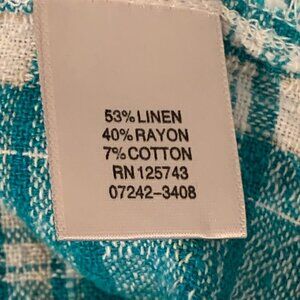 53% LINEN
40% RAYON
7% COTTON
RN 125743
07242-3408